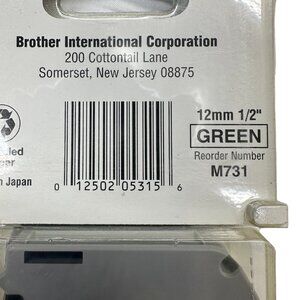 Brother International Corporation
200 Cottontail Lane
Somerset, New Jersey 08875
12mm 1/2"
GREEN
Reorder Number
M731
Japan
0 12502 05315 6